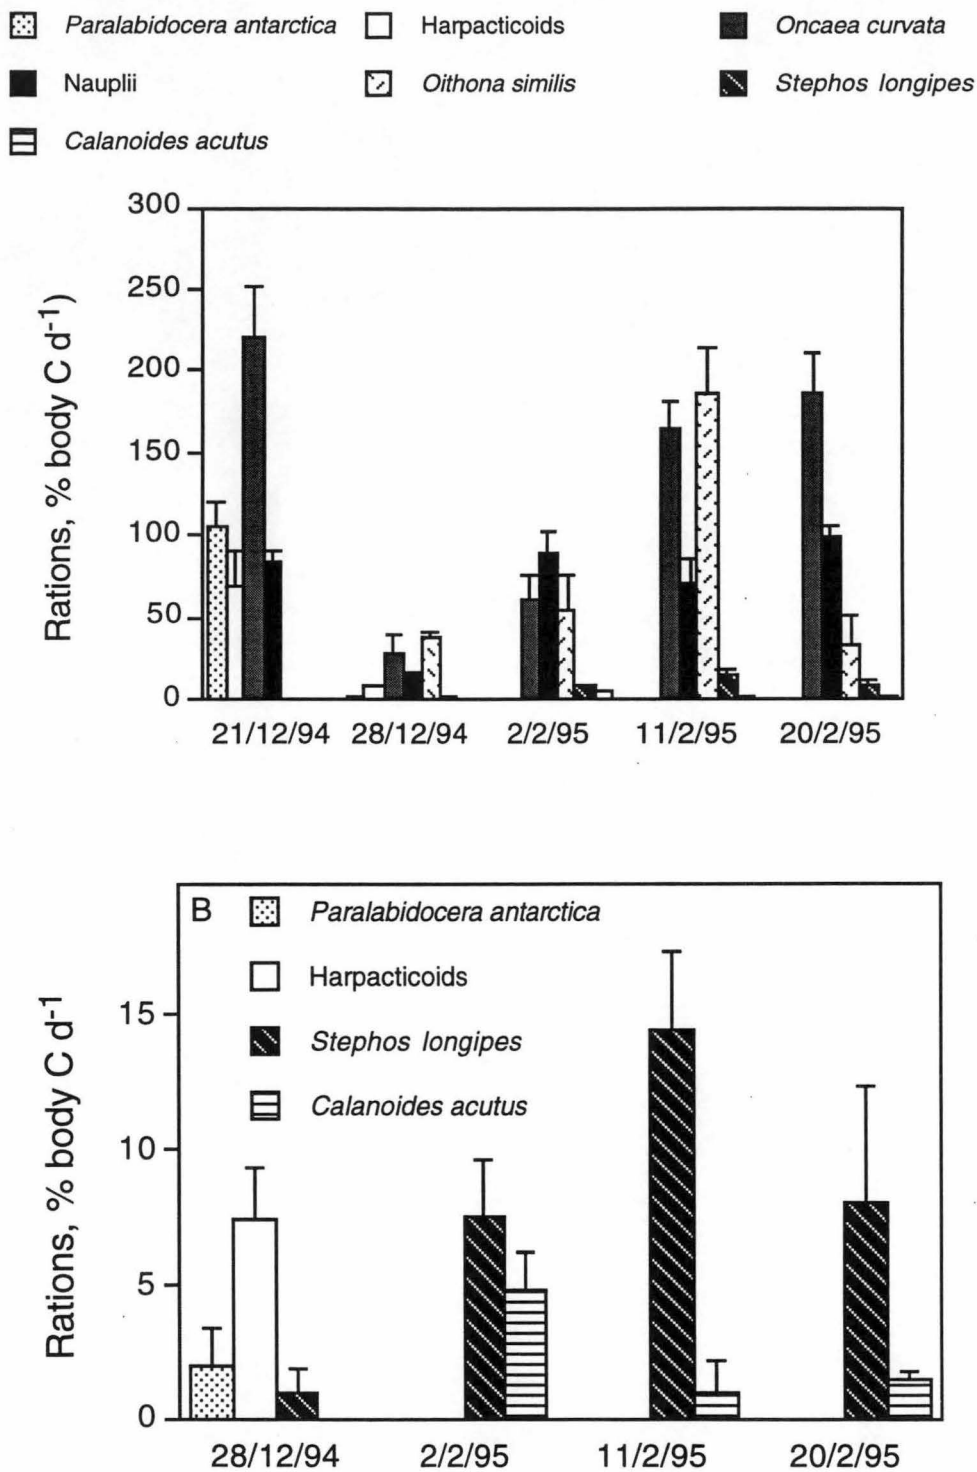 Paralabidocera antarctica Harpacticoids Oncaea curvata
Nauplii Oithona similis Stephos longipes
Calanoides acutus
300
250
200
150
100
50
0
Rations, % body C d-1)
21/12/94 28/12/94 2/2/95 11/2/95 20/2/95
B Paralabidocera antarctica
Harpacticoids
Stephos longipes
Calanoides acutus
15
10
5
0
Rations, % body C d-1
28/12/94 2/2/95 11/2/95 20/2/95